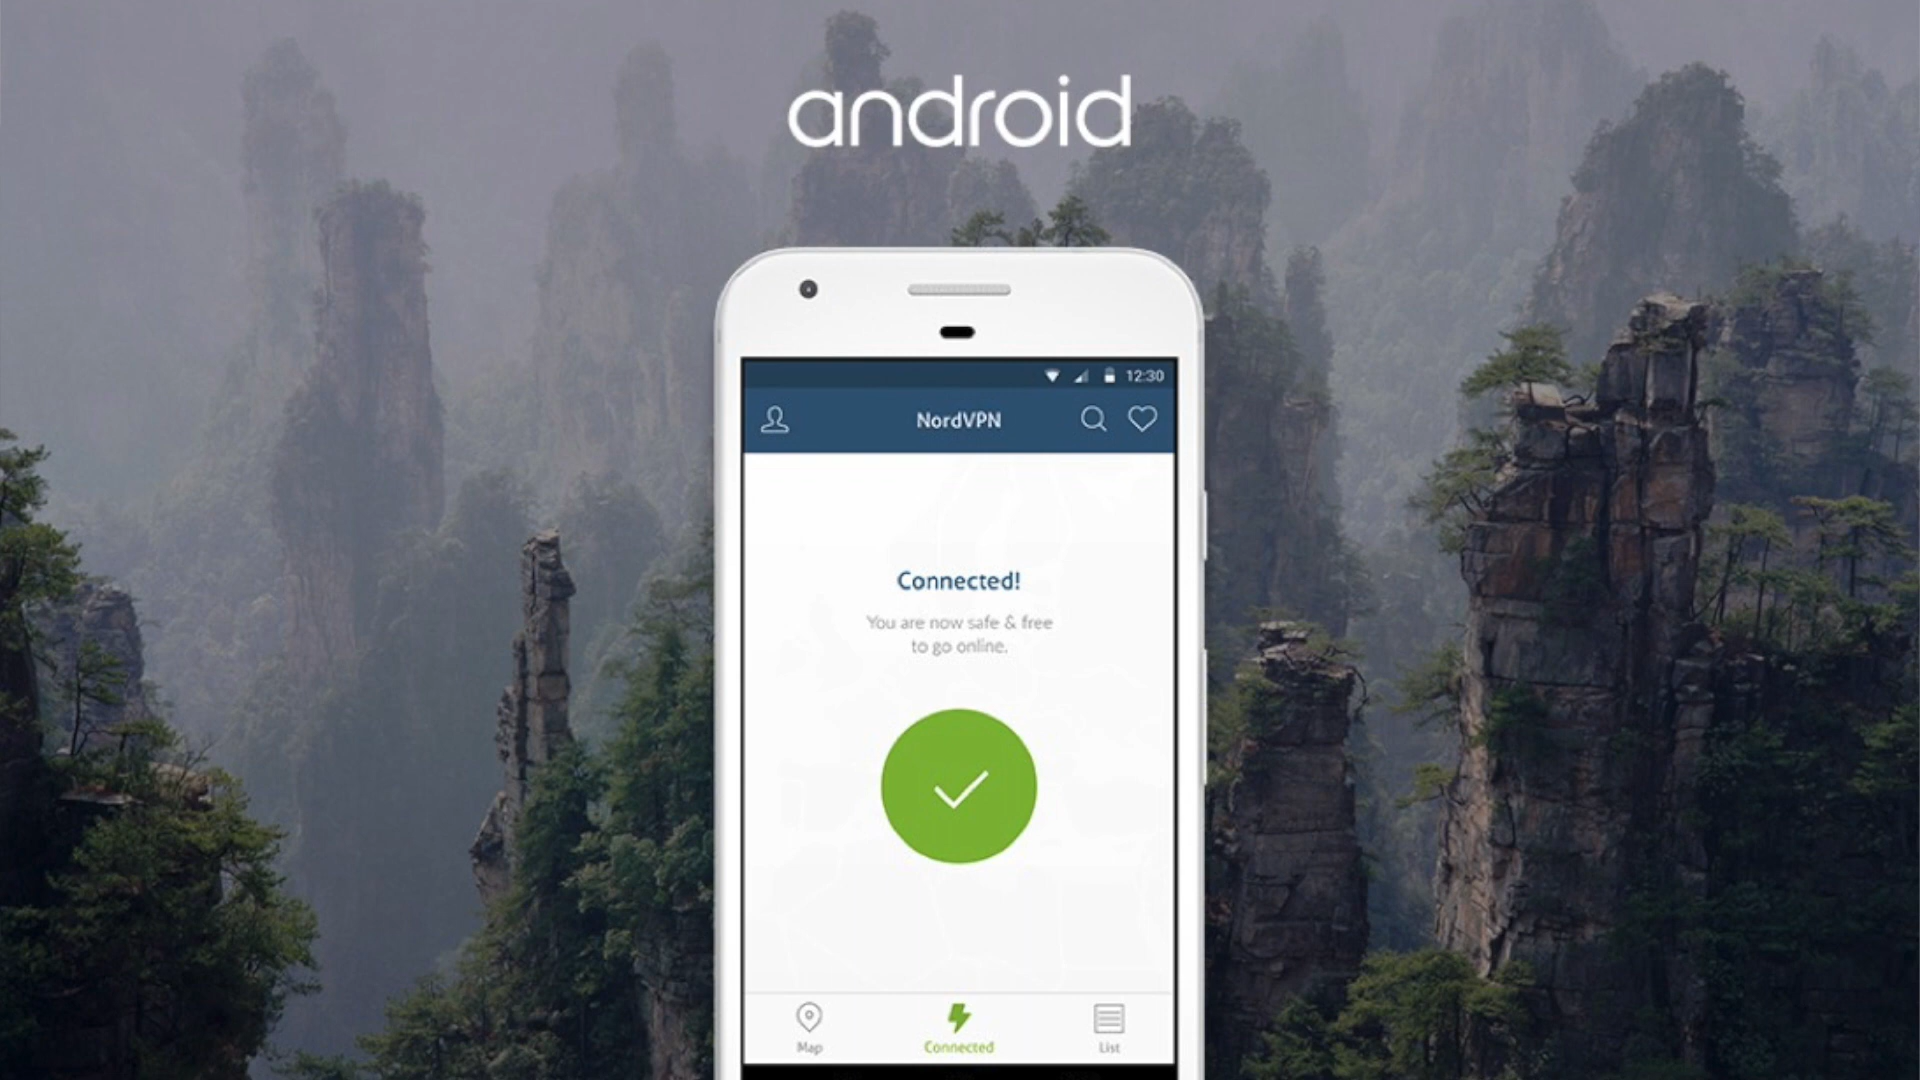 android
12:30
NordVPN
Connected!
You are now safe & free
to go online.
Map
Connected
List